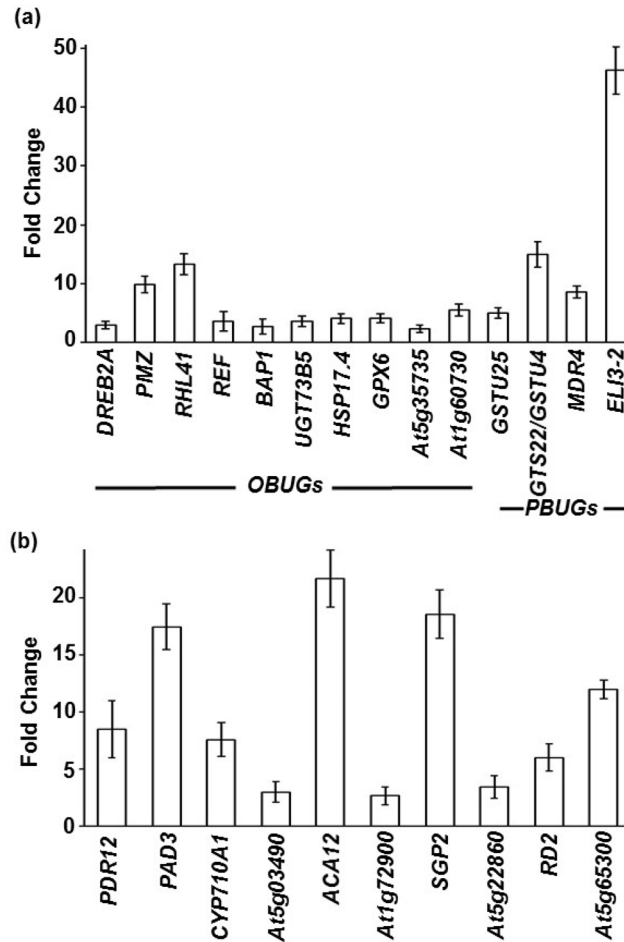 (a)
Fold Change
50
40
30
20
10
0
DREB2A
PMZ
RHL41
REF
BAP1
UGT73B5
HSP17.4
GPX6
At5g35735
At1g60730
GSTU25
GTS22/GSTU4
MDR4
ELI3-2
OBUGs
PBUGs
(b)
Fold Change
20
15
10
5
0
PDR12
PAD3
CYP710A1
At5g03490
ACA12
At1g72900
SGP2
At5g22860
RD2
At5g65300